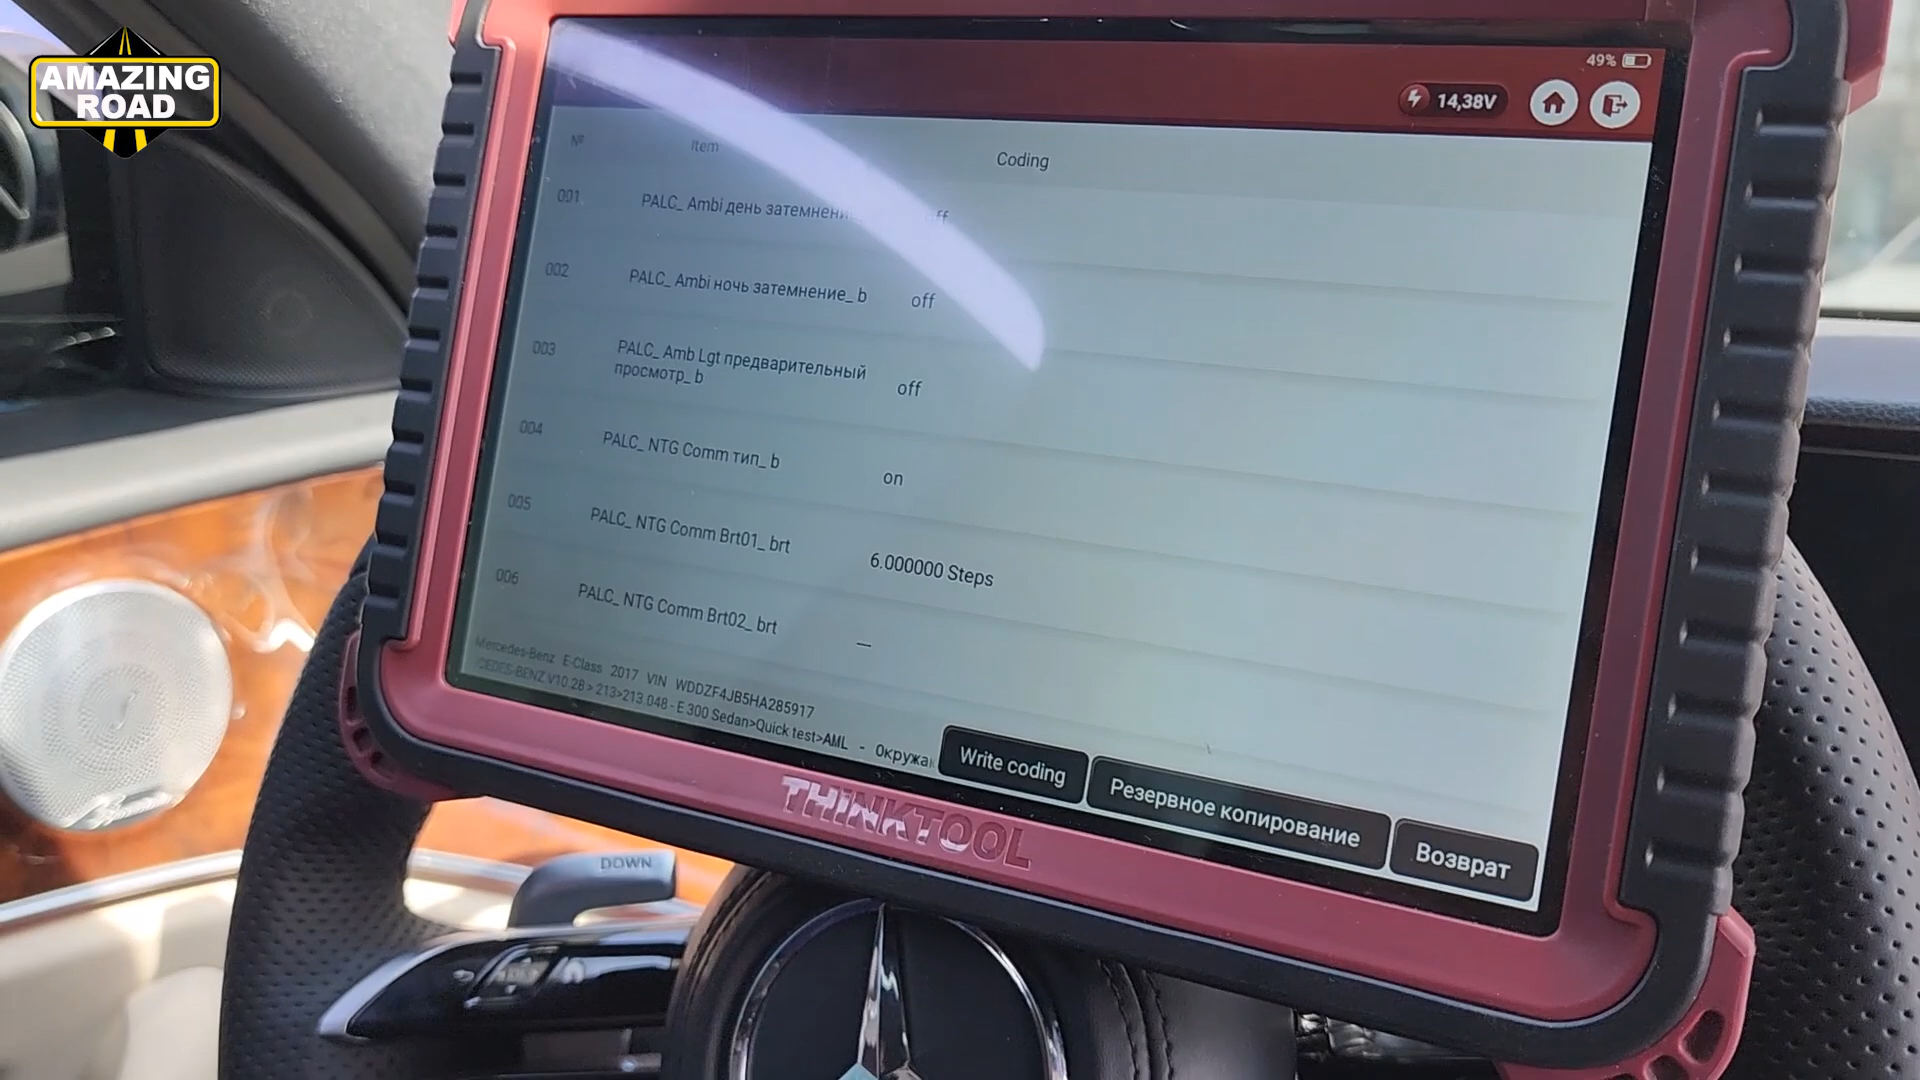 AMAZING
ROAD
49%
14,38V
№ Item Coding
001 PALC_ Ambi день off
002 PALC_ Ambi ночь затемнение_ b off
003 PALC_ Amb Lgt предварительный
просмотр_ b off
004 PALC_ NTG Comm тип_ b on
005 PALC_ NTG Comm Brt01_ brt 6.000000 Steps
006 PALC_ NTG Comm Brt02_ brt —
Mercedes-Benz E-Class 2017 VIN WDDZF4JB5HA285917
CEDES-BENZ V10.28 > 213>213.048 - E 300 Sedan>Quick test>AML - Окружа
Write coding
Резервное копирование
Возврат
THINKTOOL
DOWN